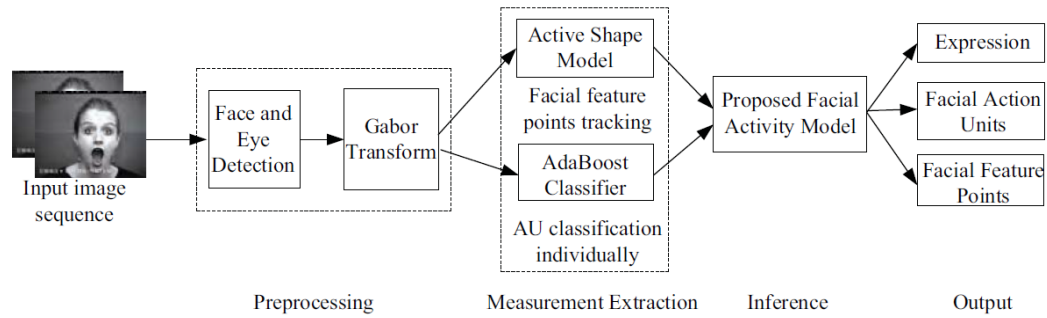 Input image
sequence
Face and
Eye
Detection
Gabor
Transform
Active Shape
Model
Facial feature
points tracking
AdaBoost
Classifier
AU classification
individually
Proposed Facial
Activity Model
Expression
Facial Action
Units
Facial Feature
Points
Preprocessing
Measurement Extraction
Inference
Output